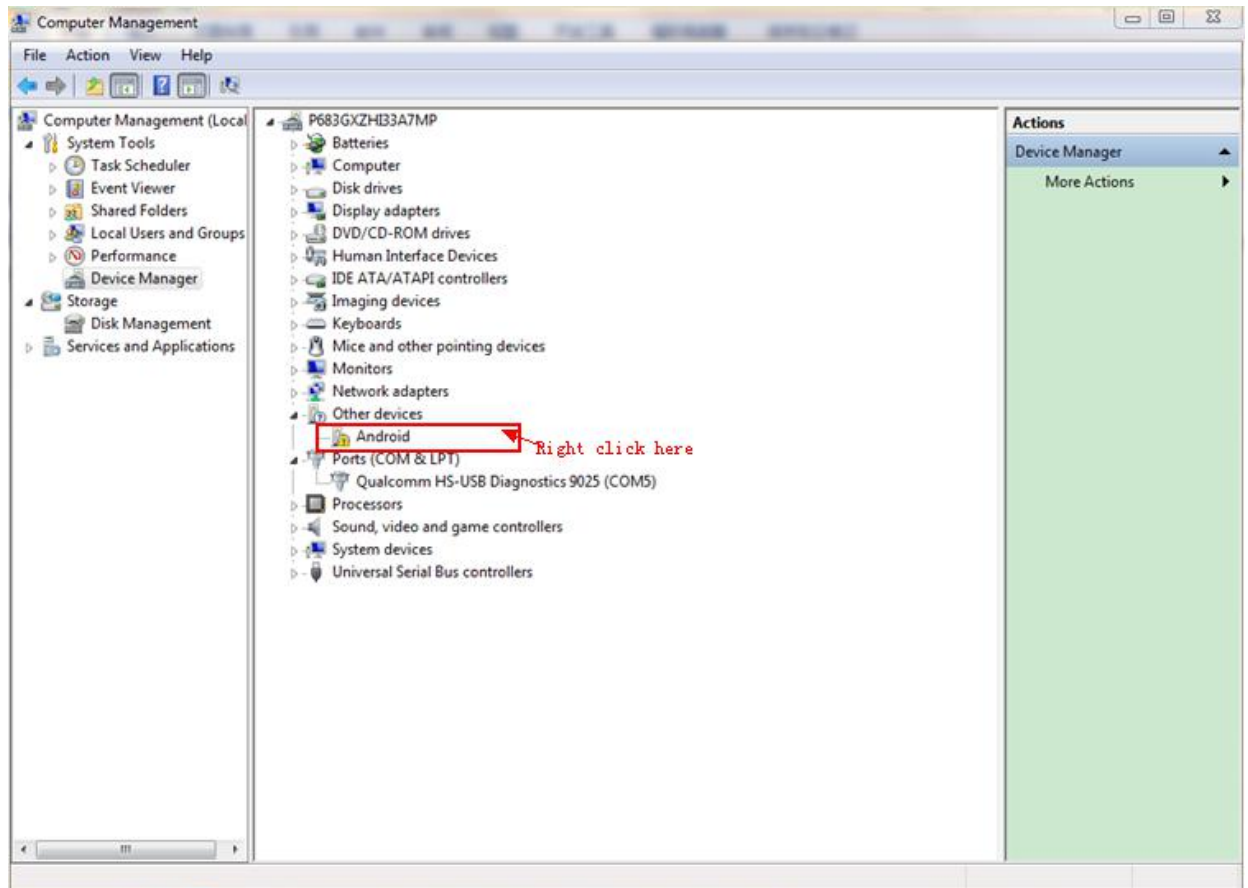 Computer Management
File Action View Help
Computer Management (Local
System Tools
Task Scheduler
Event Viewer
Shared Folders
Local Users and Groups
Performance
Device Manager
Storage
Disk Management
Services and Applications
P683GXZHI33A7MP
Batteries
Computer
Disk drives
Display adapters
DVD/CD-ROM drives
Human Interface Devices
IDE ATA/ATAPI controllers
Imaging devices
Keyboards
Mice and other pointing devices
Monitors
Network adapters
Other devices
Android
Right click here
Ports (COM & LPT)
Qualcomm HS-USB Diagnostics 9025 (COM5)
Processors
Sound, video and game controllers
System devices
Universal Serial Bus controllers
Actions
Device Manager
More Actions